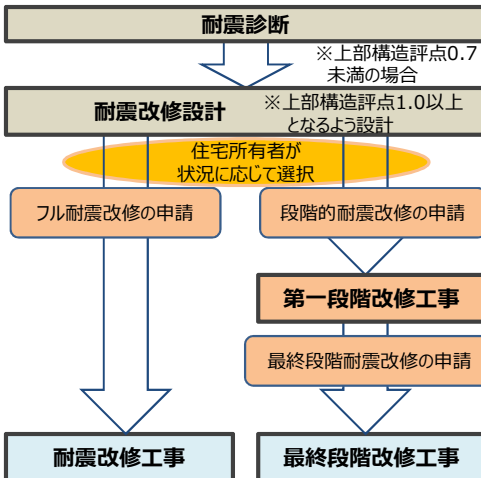 耐震診断
※上部構造評点0.7
未満の場合
耐震改修設計
※上部構造評点1.0以上
となるよう設計
住宅所有者が
状況に応じて選択
フル耐震改修の申請
段階的耐震改修の申請
第一段階改修工事
最終段階耐震改修の申請
耐震改修工事
最終段階改修工事